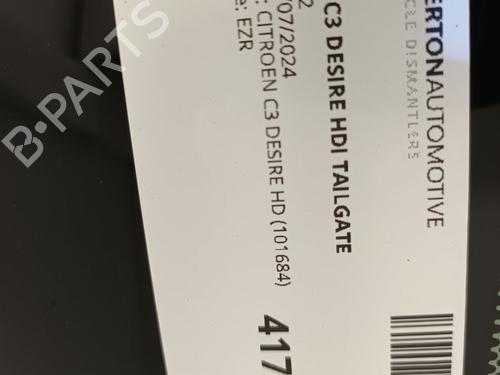 ERTONAUTOMOTIVE
CLE DISMANTLERS
C3 DESIRE HDI TAILGATE
2
/07/2024
: CITROEN C3 DESIRE HD (101684)
e: EZR
417
B-PARTS